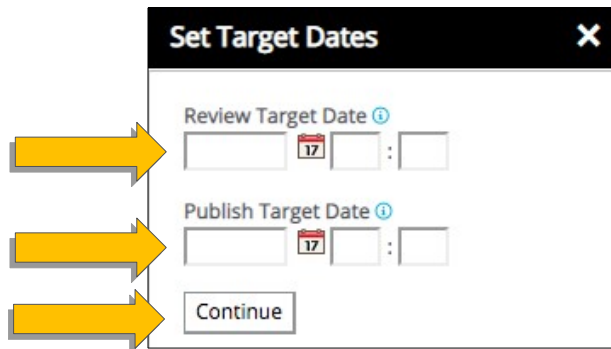 Set Target Dates
Review Target Date
17 :
Publish Target Date
17 :
Continue